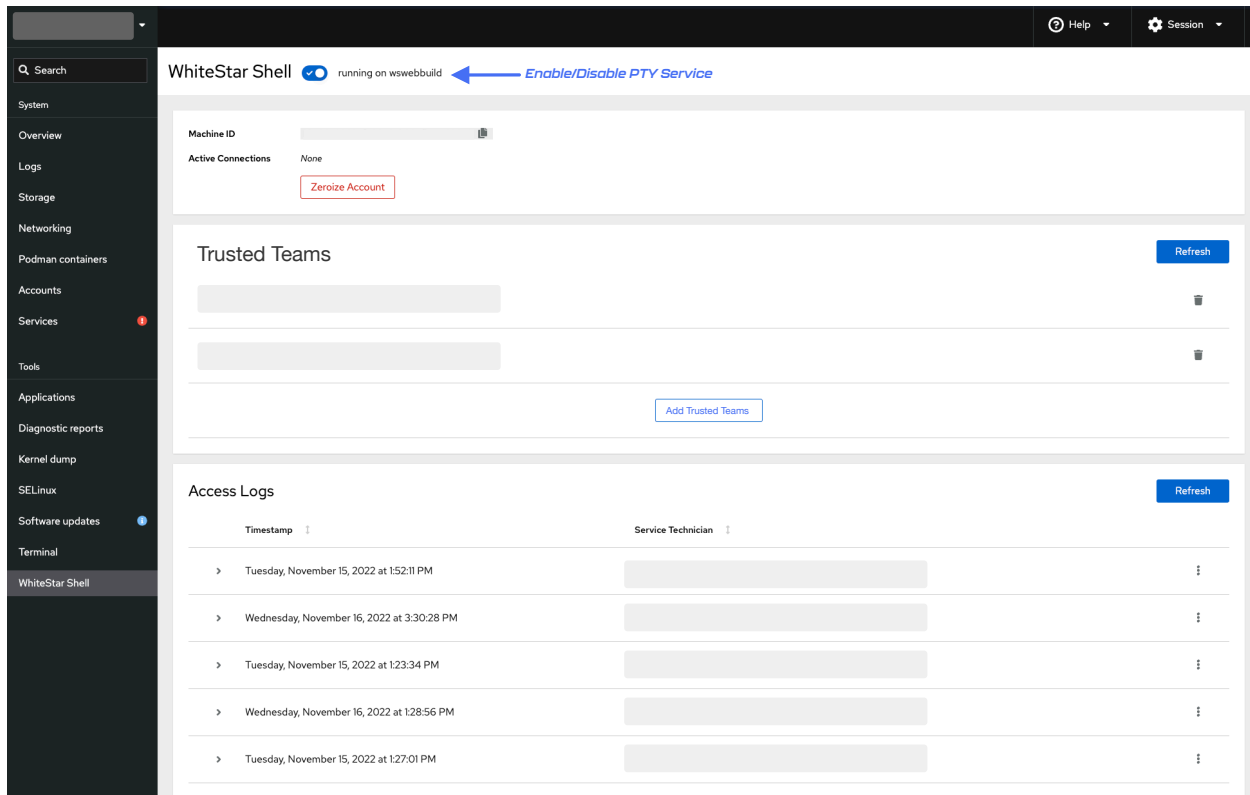 Help
Session
Search
WhiteStar Shell running on wswebbuild Enable/Disable PTY Service
System
Overview
Logs
Storage
Networking
Podman containers
Accounts
Services
Tools
Applications
Diagnostic reports
Kernel dump
SELinux
Software updates
Terminal
WhiteStar Shell
Machine ID
Active Connections None
Zeroize Account
Trusted Teams Refresh
Add Trusted Teams
Access Logs Refresh
Timestamp Service Technician
Tuesday, November 15, 2022 at 1:52:11 PM
Wednesday, November 16, 2022 at 3:30:28 PM
Tuesday, November 15, 2022 at 1:23:34 PM
Wednesday, November 16, 2022 at 1:28:56 PM
Tuesday, November 15, 2022 at 1:27:01 PM